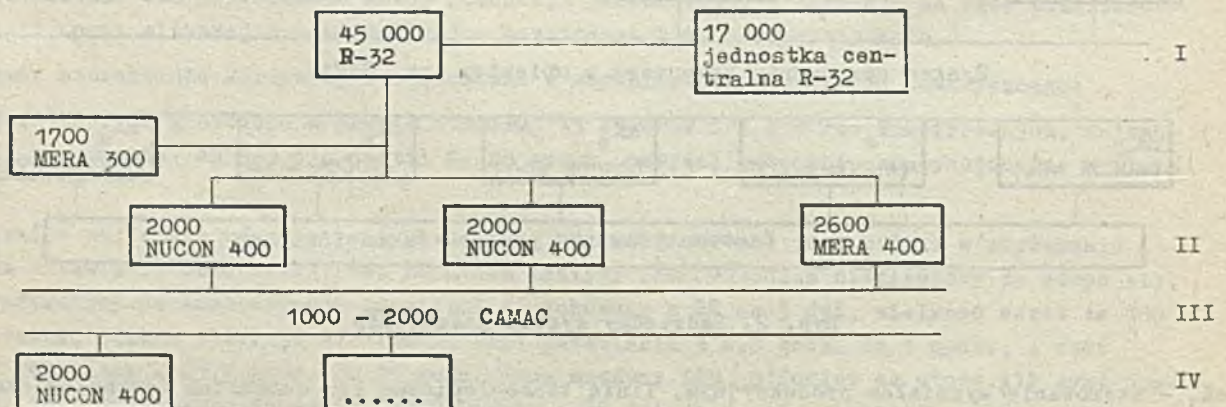 45 000
R-32
17 000
jednostka cen-
tralna R-32
I
1700
MERA 300
2000
NUCON 400
2000
NUCON 400
2600
MERA 400
II
1000 - 2000 CAMAC
III
2000
NUCON 400
......
IV